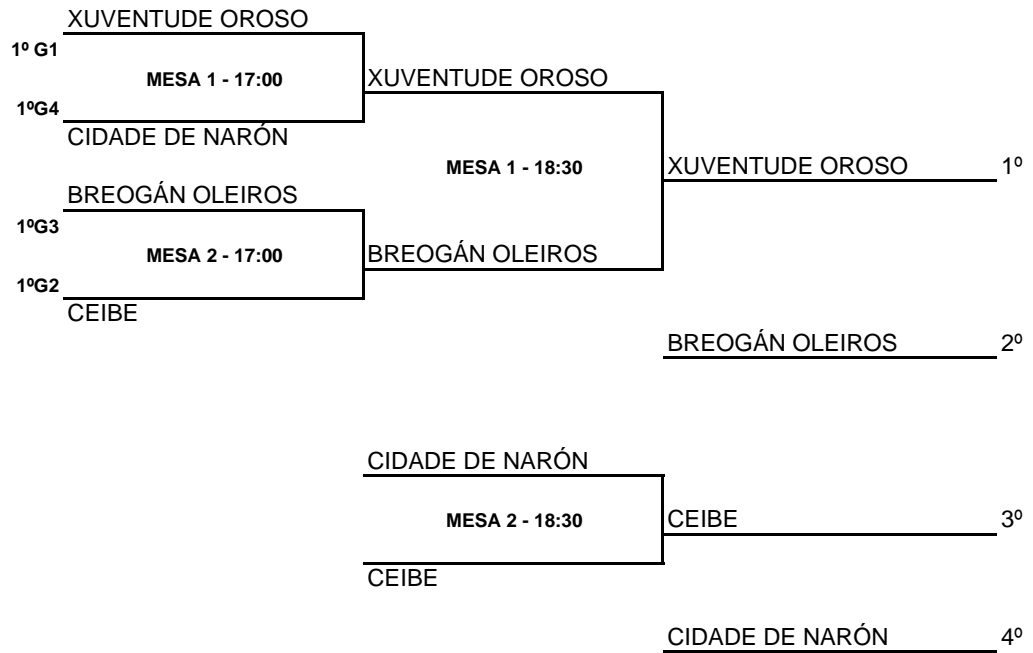 XUVENTUDE OROSO
1º G1
MESA 1 - 17:00
XUVENTUDE OROSO
1ºG4
CIDADE DE NARÓN
MESA 1 - 18:30
XUVENTUDE OROSO 1º
BREOGÁN OLEIROS
1ºG3
MESA 2 - 17:00
BREOGÁN OLEIROS
1ºG2
CEIBE
BREOGÁN OLEIROS 2º
CIDADE DE NARÓN
MESA 2 - 18:30
CEIBE 3º
CEIBE
CIDADE DE NARÓN 4º